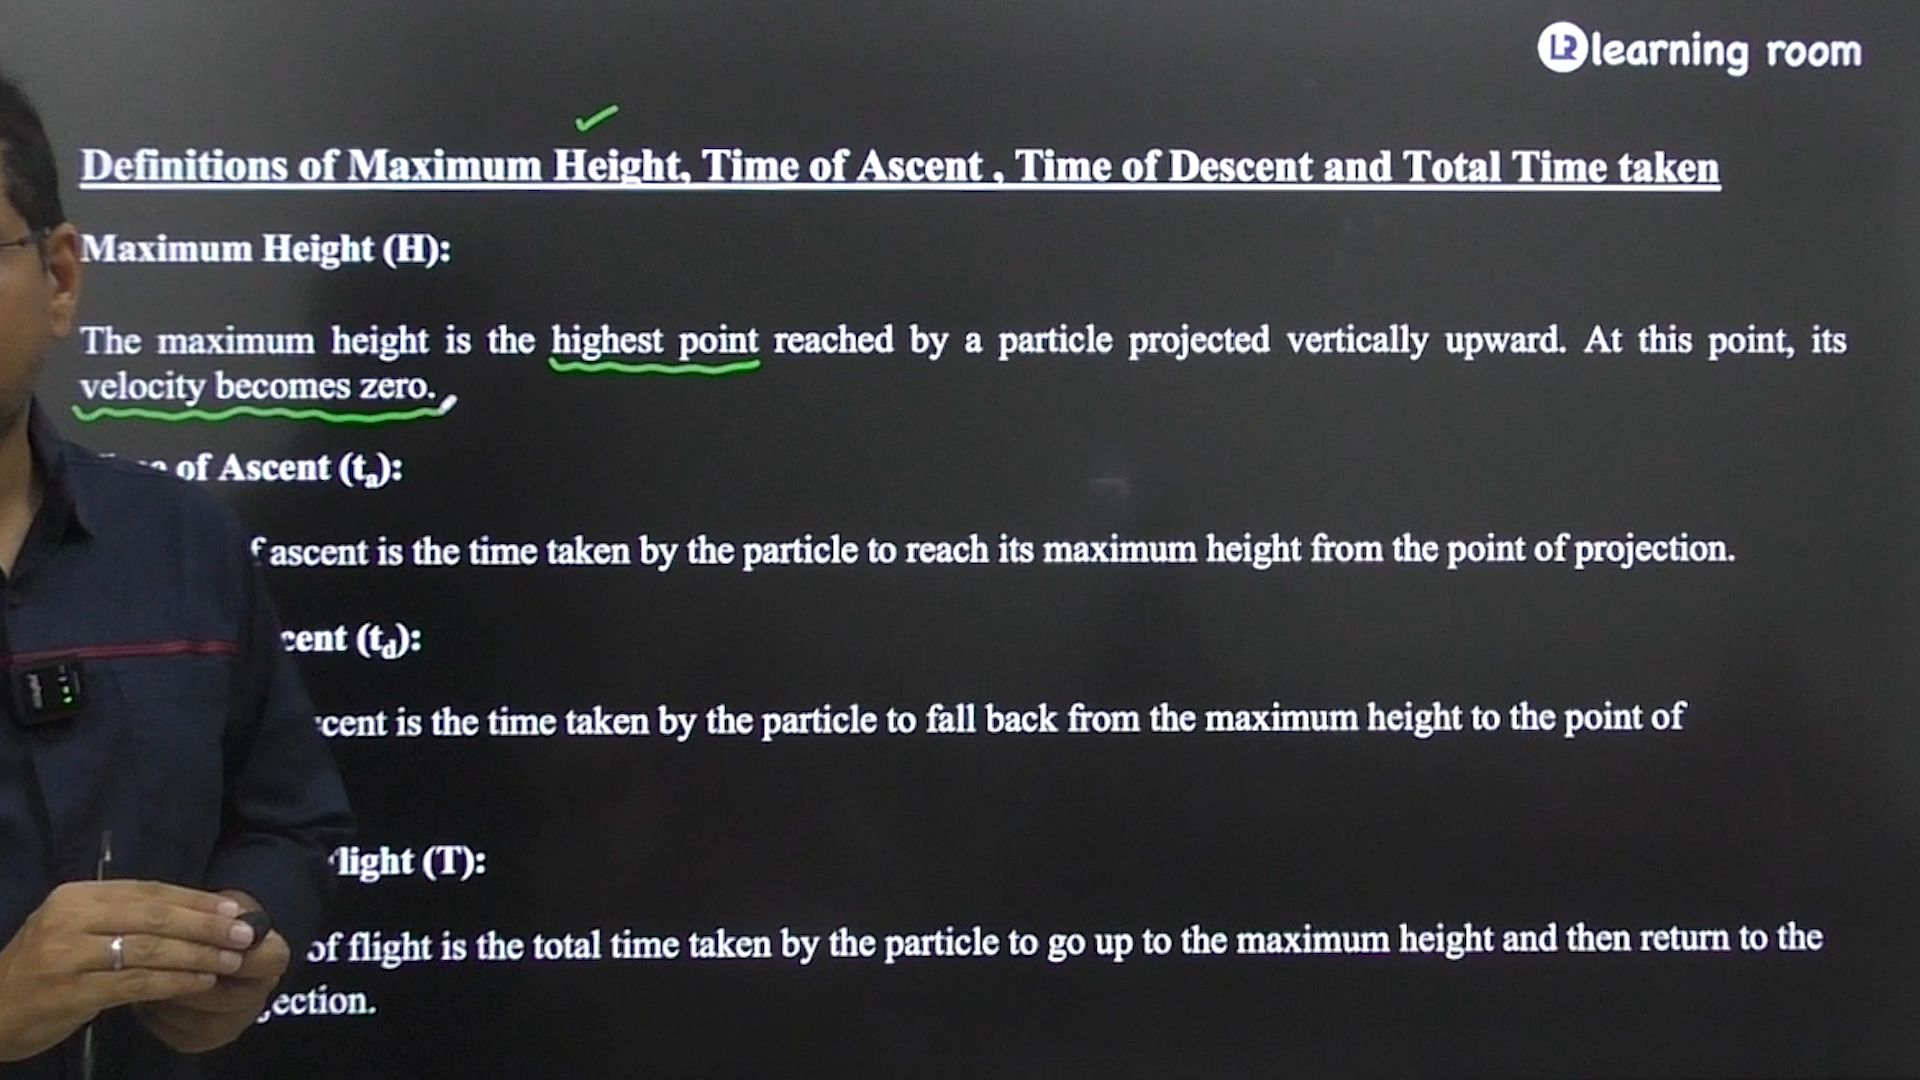 learning room
Definitions of Maximum Height, Time of Ascent , Time of Descent and Total Time taken
Maximum Height (H):
The maximum height is the highest point reached by a particle projected vertically upward. At this point, its
velocity becomes zero.
of Ascent (ta):
ascent is the time taken by the particle to reach its maximum height from the point of projection.
cent (td):
cent is the time taken by the particle to fall back from the maximum height to the point of
light (T):
of flight is the total time taken by the particle to go up to the maximum height and then return to the
ection.